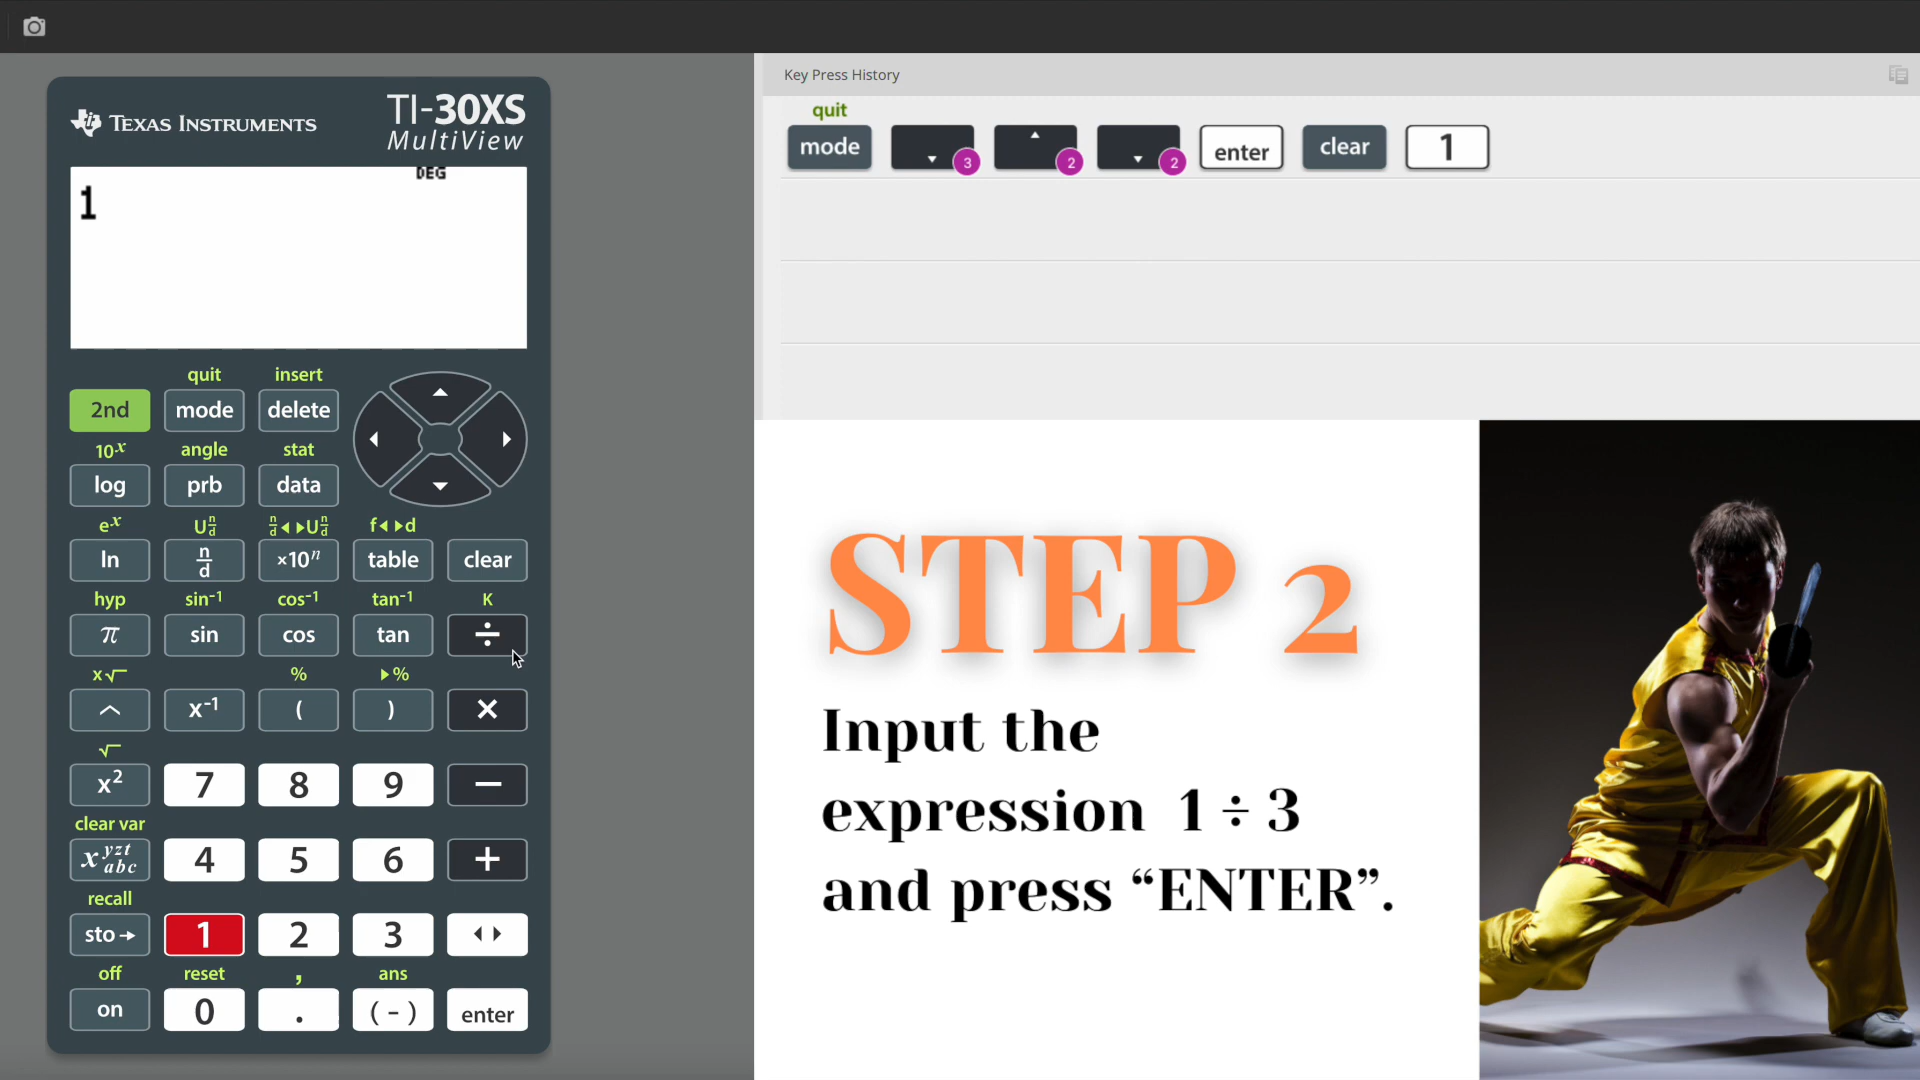 TEXAS INSTRUMENTS
TI-30XS
MultiView
DEG
1
quit insert
2nd mode delete
10ˣ angle stat
log prb data
eˣ U n/d n/d ◂ ▸ U n/d f ◂ ▸ d
ln n/d ×10ⁿ table clear
hyp sin⁻¹ cos⁻¹ tan⁻¹ K
π sin cos tan ÷
x√ % ▸%
^ x⁻¹ ( ) ×
√
x² 7 8 9 −
clear var
x yzt abc 4 5 6 +
recall
sto→ 1 2 3 ◂ ▸
off reset , ans
on 0 . (-) enter
Key Press History
quit
mode 3 2 2 enter clear 1
STEP 2
Input the
expression 1 ÷ 3
and press “ENTER”.